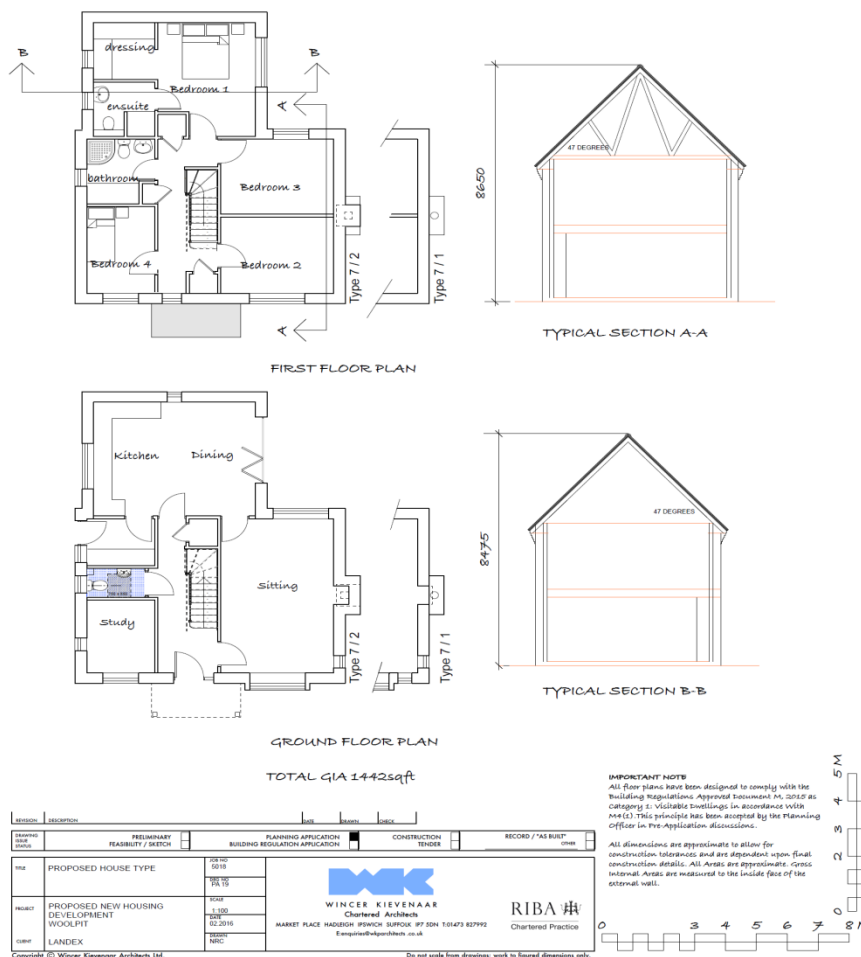 B
B
dressing
Bedroom 1
A
ensuite
bathroom
Bedroom 3
Bedroom 4
Bedroom 2
A
Type 7 / 2
Type 7 / 1
FIRST FLOOR PLAN
8650
47 DEGREES
TYPICAL SECTION A-A
Kitchen
Dining
Sitting
Study
Type 7 / 2
Type 7 / 1
GROUND FLOOR PLAN
8475
47 DEGREES
TYPICAL SECTION B-B
TOTAL GIA 1442sqft
IMPORTANT NOTE
All floor plans have been designed to comply with the
Building Regulations Approved Document M, 2015 as
Category 1: Visitable Dwellings in accordance With
M4(1).This principle has been accepted by the Planning
Officer in Pre-Application discussions.
All dimensions are approximate to allow for
construction tolerances and are dependent upon final
construction details. All Areas are approximate. Gross
Internal Areas are measured to the inside face Of the
external wall.
5 M
4
3
2
1
0
0 1 2 3 4 5 6 7 8
REVISION DESCRIPTION DATE DRAWN CHECK
DRAWING
ISSUE
STATUS
PRELIMINARY
FEASIBILITY / SKETCH
PLANNING APPLICATION
BUILDING REGULATION APPLICATION
CONSTRUCTION
TENDER
RECORD / "AS BUILT"
OTHER
TITLE
PROPOSED HOUSE TYPE
JOB NO
5018
DRG NO
PA 19
PROJECT
PROPOSED NEW HOUSING
DEVELOPMENT
WOOLPIT
SCALE
1:100
DATE
02.2016
CLIENT
LANDEX
DRAWN
NRC
WINCER KIEVENAAR
Chartered Architects
MARKET PLACE HADLEIGH IPSWICH SUFFOLK IP7 5DN T:01473 827992
E:enquiries@wkparchitects .co.uk
RIBA
Chartered Practice
Copyright © Wincer Kievenaar Architects Ltd.
Do not scale from drawings: work to figured dimensions only.